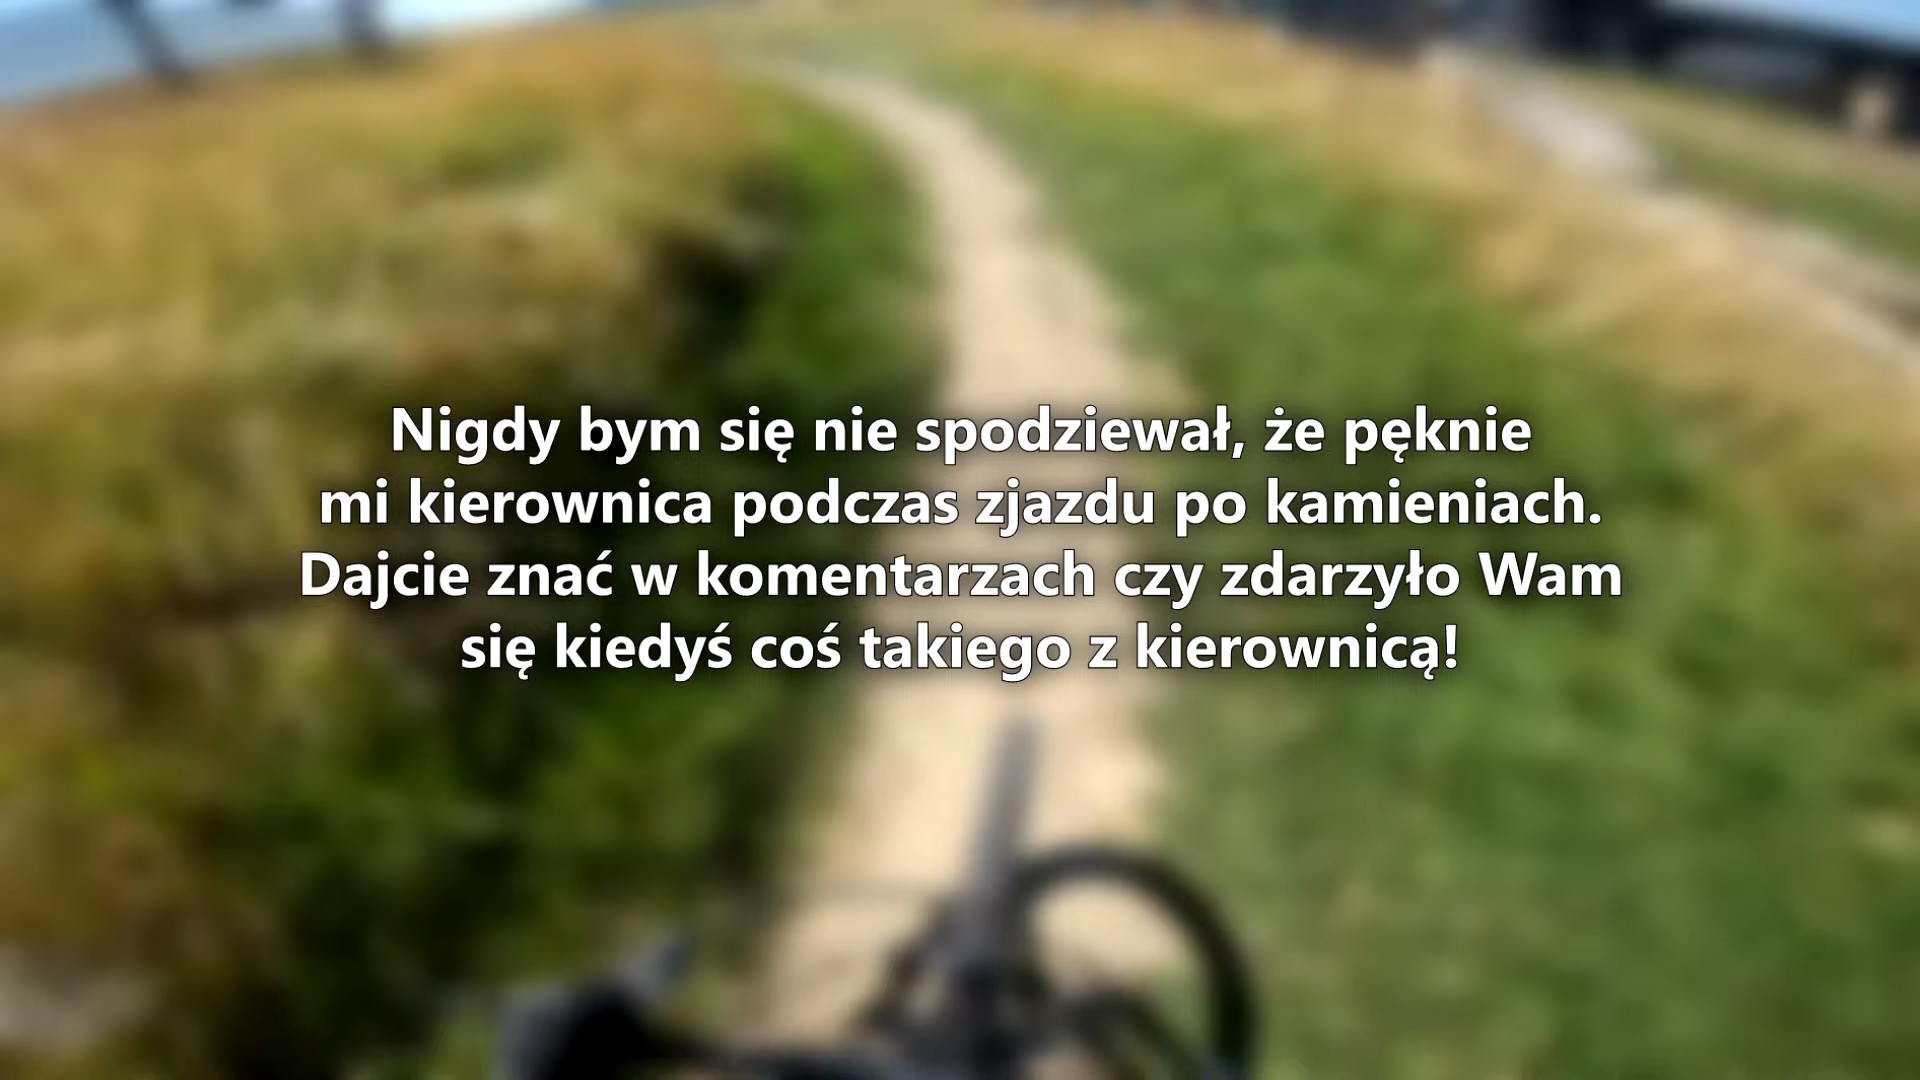 Nigdy bym się nie spodziewał, że pęknie
mi kierownica podczas zjazdu po kamieniach.
Dajcie znać w komentarzach czy zdarzyło Wam
się kiedyś coś takiego z kierownicą!